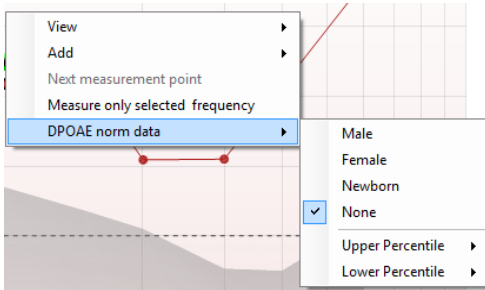 View
Add
Next measurement point
Measure only selected frequency
DPOAE norm data
Male
Female
Newborn
None
Upper Percentile
Lower Percentile